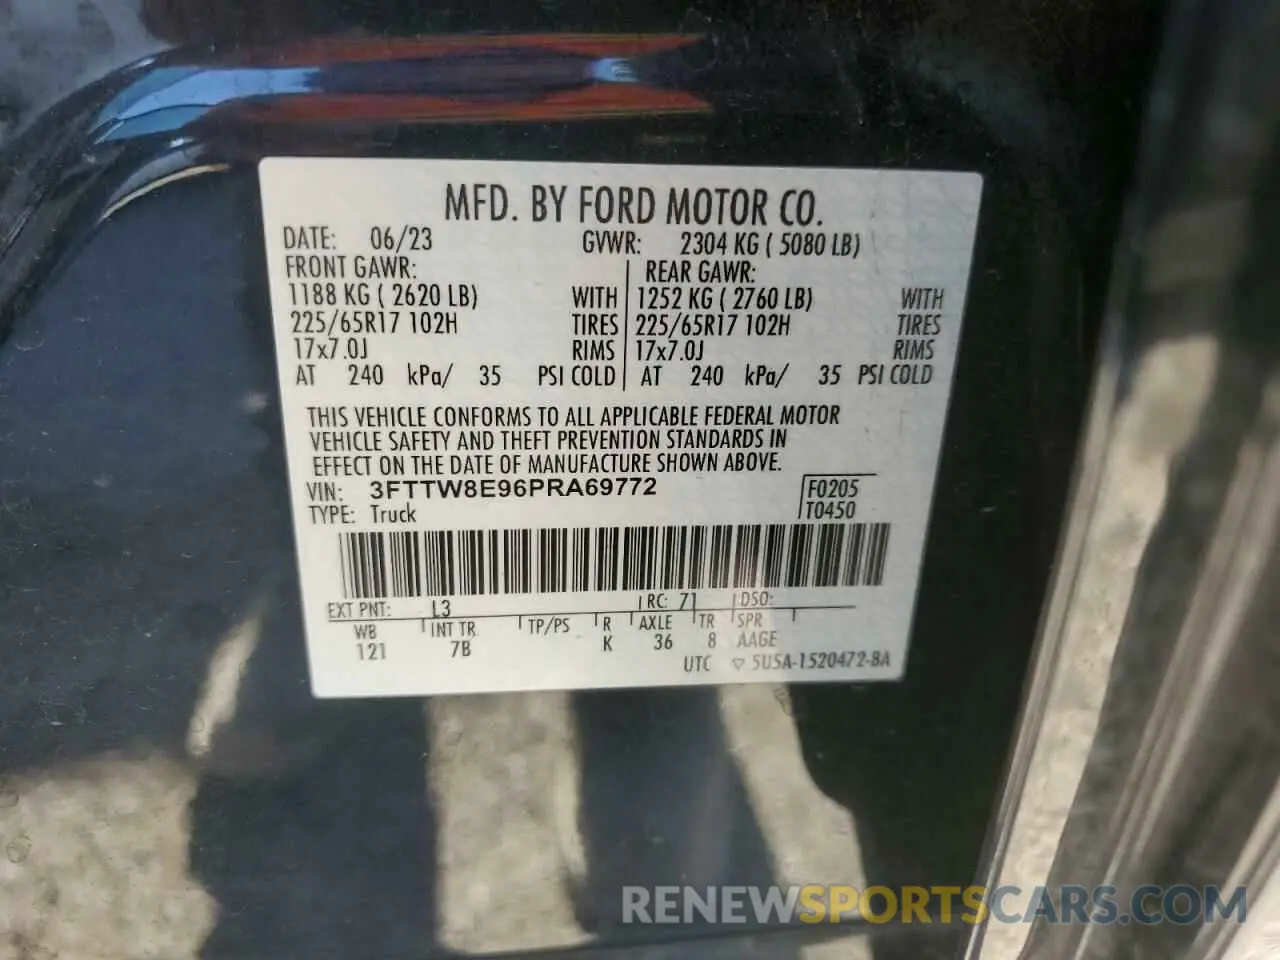 MFD. BY FORD MOTOR CO.
DATE: 06/23 GVWR: 2304 KG ( 5080 LB)
FRONT GAWR: REAR GAWR:
1188 KG ( 2620 LB) WITH 1252 KG ( 2760 LB) WITH
225/65R17 102H TIRES 225/65R17 102H TIRES
17x7.0J RIMS 17x7.0J RIMS
AT 240 kPa/ 35 PSI COLD AT 240 kPa/ 35 PSI COLD
THIS VEHICLE CONFORMS TO ALL APPLICABLE FEDERAL MOTOR
VEHICLE SAFETY AND THEFT PREVENTION STANDARDS IN
EFFECT ON THE DATE OF MANUFACTURE SHOWN ABOVE.
VIN: 3FTTW8E96PRA69772 F0205
TYPE: Truck T0450
EXT PNT: L3 RC: 71 DSO:
WB INT TR TP/PS R AXLE TR SPR
121 7B K 36 8 AAGE
UTC ▽ 5U5A-1520472-BA
RENEWSPORTSCARS.COM